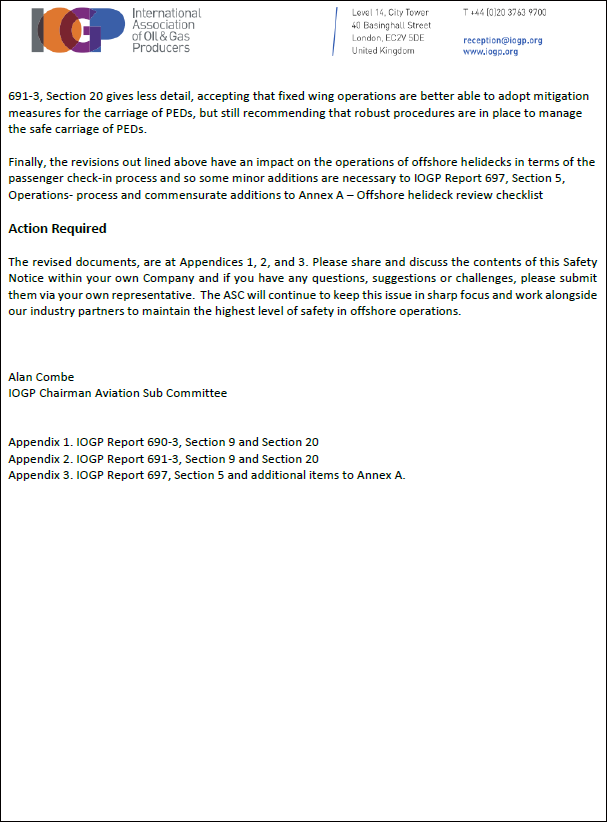 IOGP
International
Association
of Oil & Gas
Producers
Level 14, City Tower
40 Basinghall Street
London, EC2V 5DE
United Kingdom
T +44 (0)20 3763 9700
reception@iogp.org
www.iogp.org
691-3, Section 20 gives less detail, accepting that fixed wing operations are better able to adopt mitigation
measures for the carriage of PEDs, but still recommending that robust procedures are in place to manage
the safe carriage of PEDs.
Finally, the revisions out lined above have an impact on the operations of offshore helidecks in terms of the
passenger check-in process and so some minor additions are necessary to IOGP Report 697, Section 5,
Operations- process and commensurate additions to Annex A – Offshore helideck review checklist
Action Required
The revised documents, are at Appendices 1, 2, and 3. Please share and discuss the contents of this Safety
Notice within your own Company and if you have any questions, suggestions or challenges, please submit
them via your own representative. The ASC will continue to keep this issue in sharp focus and work alongside
our industry partners to maintain the highest level of safety in offshore operations.
Alan Combe
IOGP Chairman Aviation Sub Committee
Appendix 1. IOGP Report 690-3, Section 9 and Section 20
Appendix 2. IOGP Report 691-3, Section 9 and Section 20
Appendix 3. IOGP Report 697, Section 5 and additional items to Annex A.